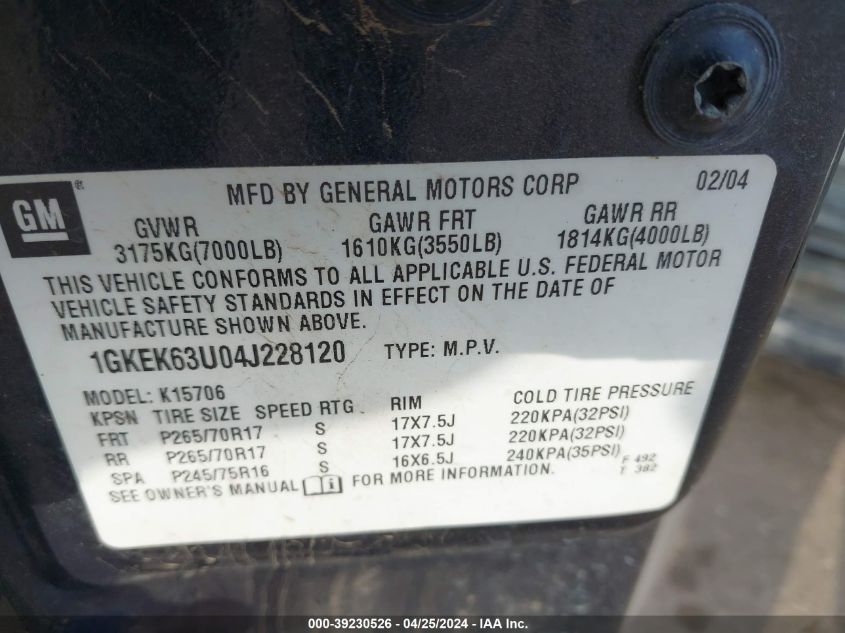 GM ®
MFD BY GENERAL MOTORS CORP 02/04
GVWR GAWR FRT GAWR RR
3175KG(7000LB) 1610KG(3550LB) 1814KG(4000LB)
THIS VEHICLE CONFORMS TO ALL APPLICABLE U.S. FEDERAL MOTOR
VEHICLE SAFETY STANDARDS IN EFFECT ON THE DATE OF
MANUFACTURE SHOWN ABOVE.
1GKEK63U04J228120 TYPE: M.P.V.
MODEL: K15706
KPSN TIRE SIZE SPEED RTG RIM COLD TIRE PRESSURE
FRT P265/70R17 S 17X7.5J 220KPA(32PSI)
RR P265/70R17 S 17X7.5J 220KPA(32PSI)
SPA P245/75R16 S 16X6.5J 240KPA(35PSI)
SEE OWNER'S MANUAL i FOR MORE INFORMATION.
F 492
T 382
000-39230526 - 04/25/2024 - IAA Inc.